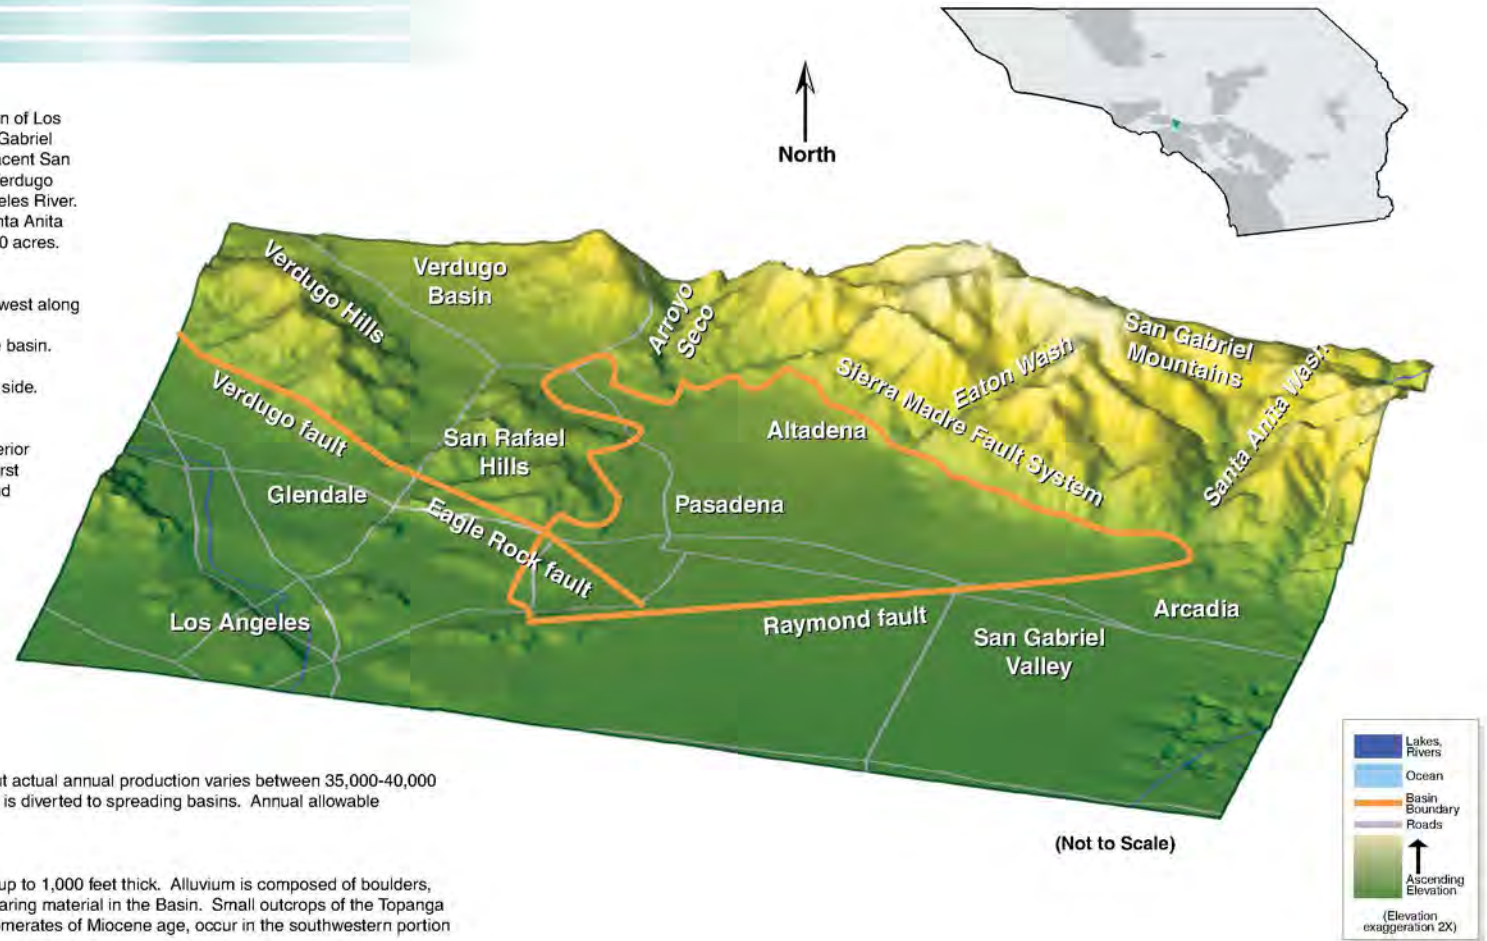 n of Los
Gabriel
cent San
erdugo
eles River.
nta Anita
0 acres.
west along
basin.
side.
erior
rst
d
North
Verdugo Hills
Verdugo
Basin
Arroyo
Seco
San Gabriel
Mountains
Eaton Wash
Santa Anita Wash
Sierra Madre Fault System
Verdugo fault
San Rafael
Hills
Altadena
Glendale
Eagle Rock fault
Pasadena
Los Angeles
Raymond fault
Arcadia
San Gabriel
Valley
t actual annual production varies between 35,000-40,000
is diverted to spreading basins. Annual allowable
up to 1,000 feet thick. Alluvium is composed of boulders,
aring material in the Basin. Small outcrops of the Topanga
omerates of Miocene age, occur in the southwestern portion
(Not to Scale)
Lakes,
Rivers
Ocean
Basin
Boundary
Roads
Ascending
Elevation
(Elevation
exaggeration 2X)